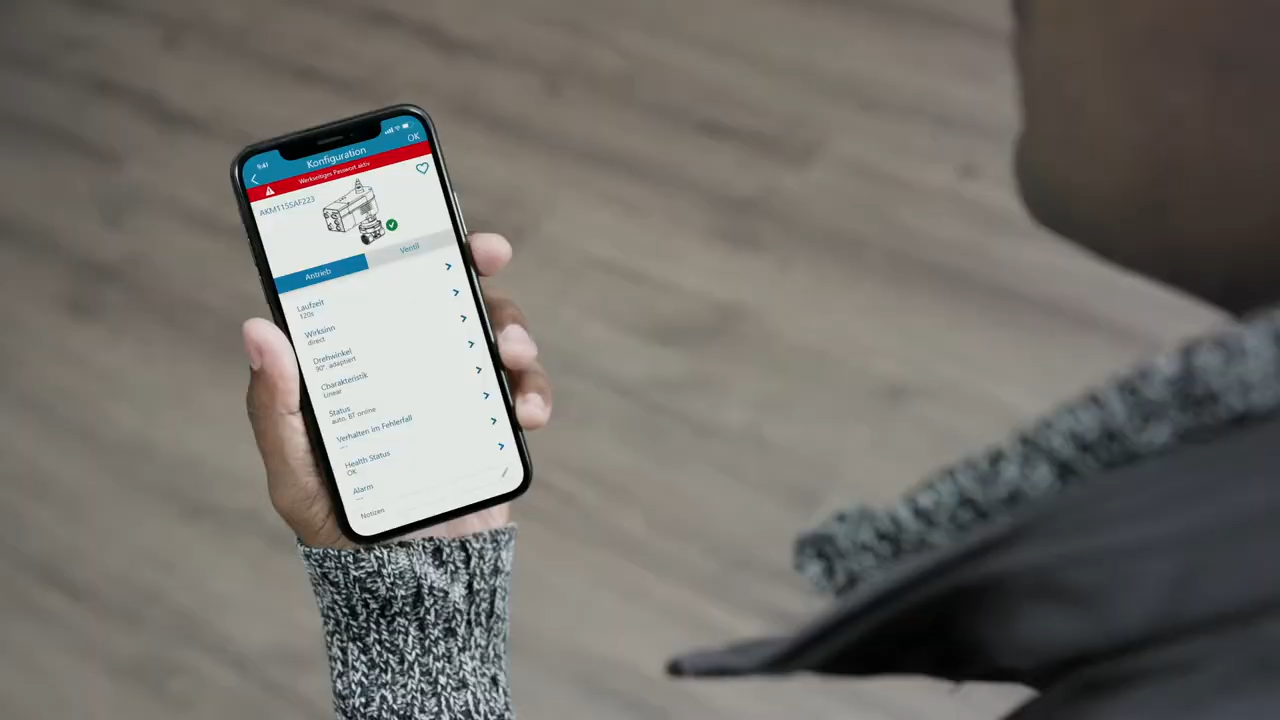 9:41
Konfiguration
OK
Werkseitiges Passwort aktiv
AKM115SAF223
Antrieb
Ventil
Laufzeit
120s
Wirksinn
direct
Drehwinkel
90°, adaptiert
Charakteristik
Linear
Status
auto, BT online
Verhalten im Fehlerfall
---
Health Status
OK
Alarm
---
Notizen